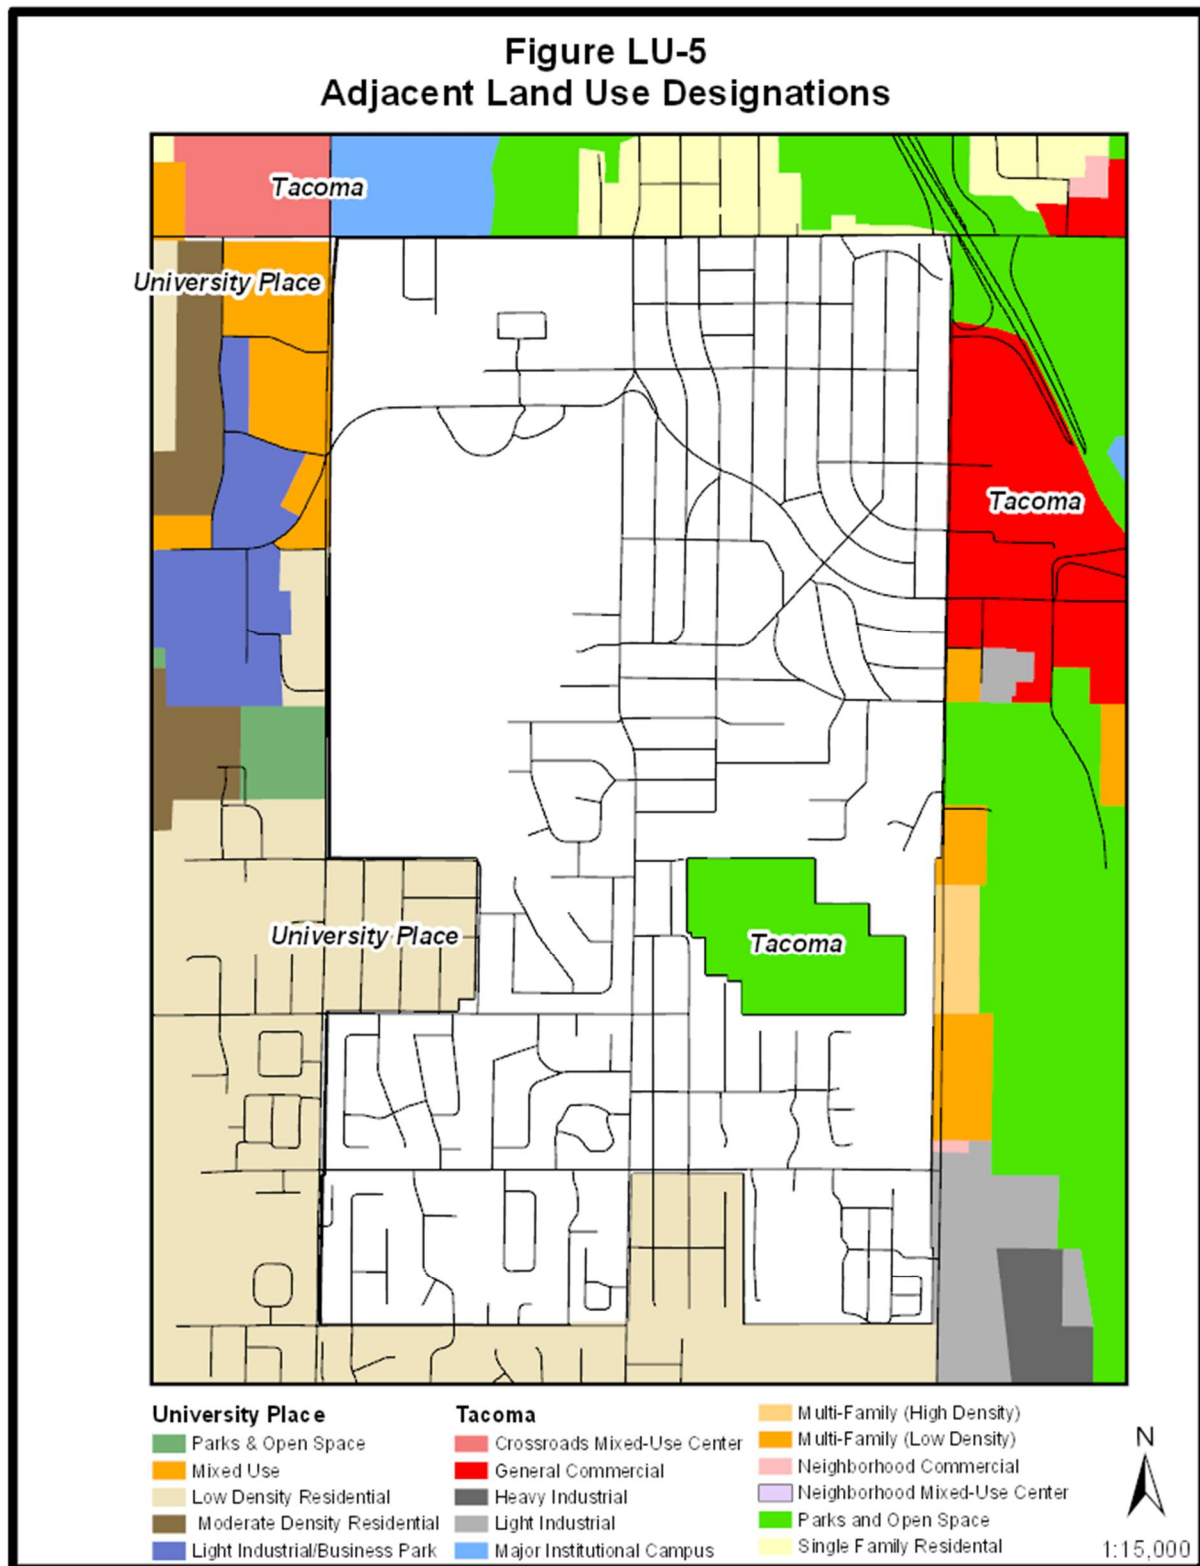 Figure LU-5
Adjacent Land Use Designations
Tacoma
University Place
Tacoma
University Place
Tacoma
University Place
Parks & Open Space
Mixed Use
Low Density Residential
Moderate Density Residential
Light Industrial/Business Park
Tacoma
Crossroads Mixed-Use Center
General Commercial
Heavy Industrial
Light Industrial
Major Institutional Campus
Multi-Family (High Density)
Multi-Family (Low Density)
Neighborhood Commercial
Neighborhood Mixed-Use Center
Parks and Open Space
Single Family Residential
N
1:15,000